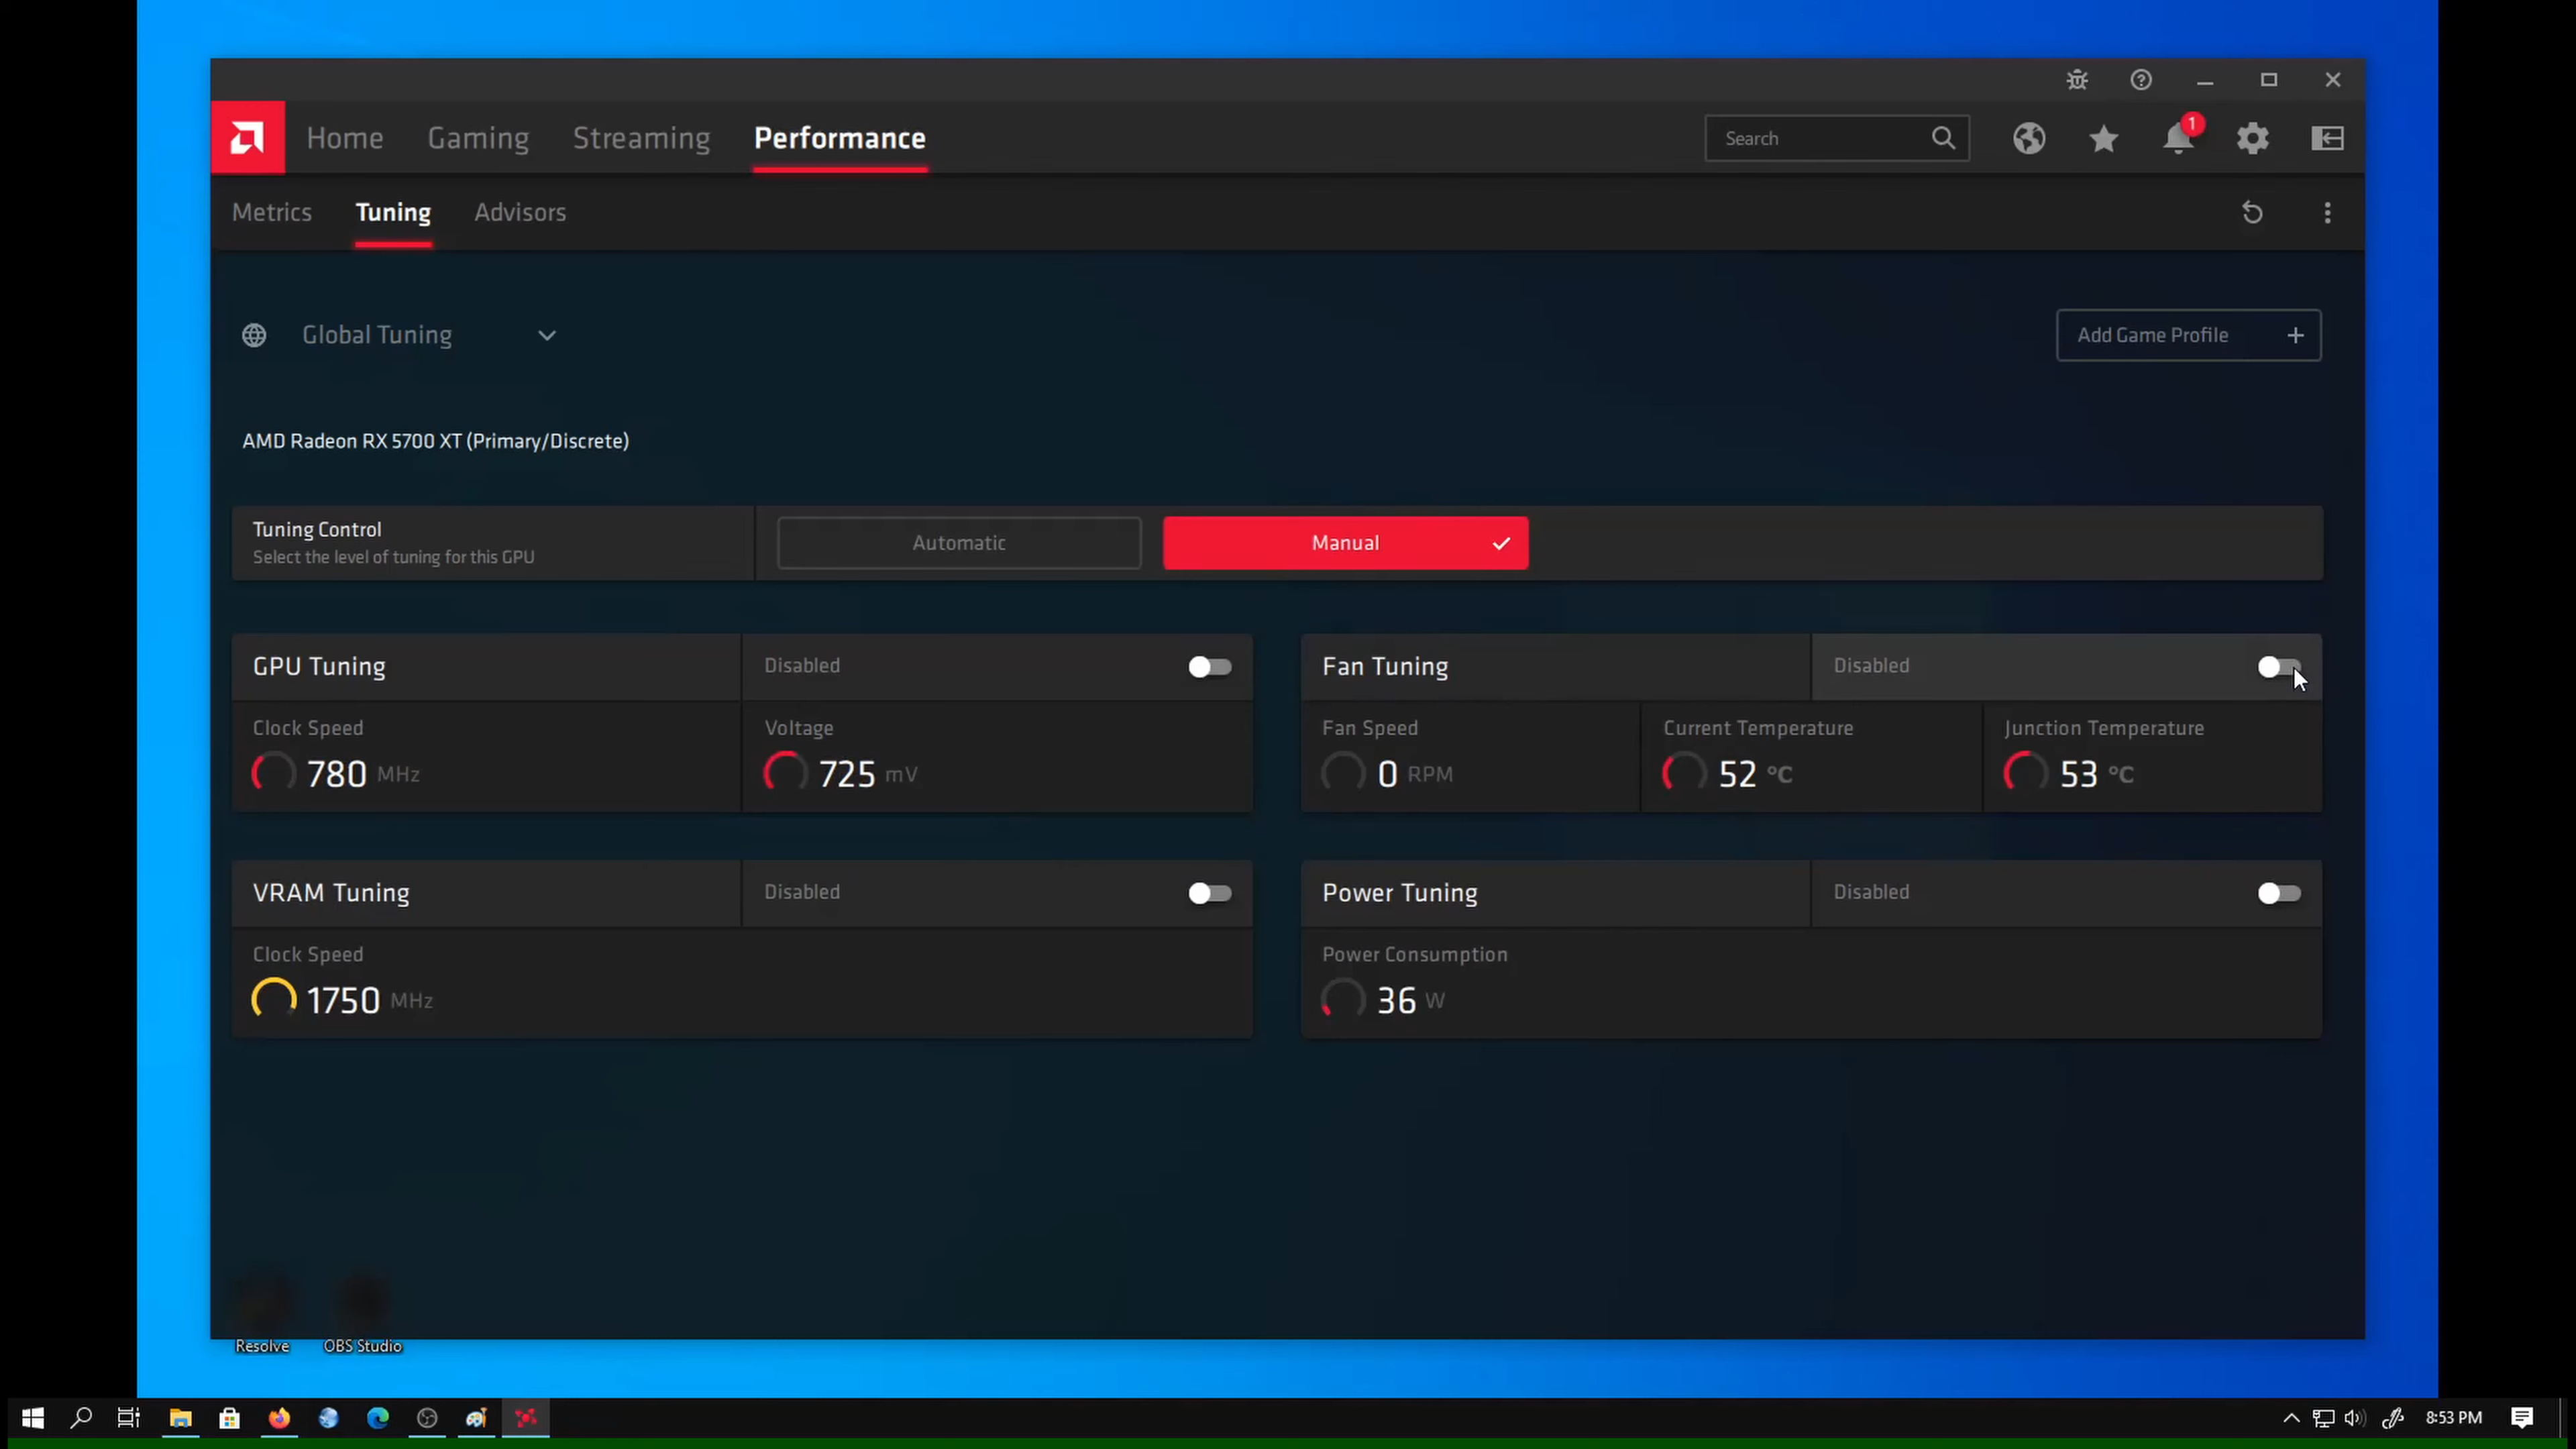 Home Gaming Streaming Performance Search 1
Metrics Tuning Advisors
Global Tuning Add Game Profile
AMD Radeon RX 5700 XT (Primary/Discrete)
Tuning Control
Select the level of tuning for this GPU
Automatic Manual
GPU Tuning Disabled
Clock Speed Voltage
780 MHz 725 mV
Fan Tuning Disabled
Fan Speed Current Temperature Junction Temperature
0 RPM 52 °C 53 °C
VRAM Tuning Disabled
Clock Speed
1750 MHz
Power Tuning Disabled
Power Consumption
36 W
Resolve OBS Studio
8:53 PM